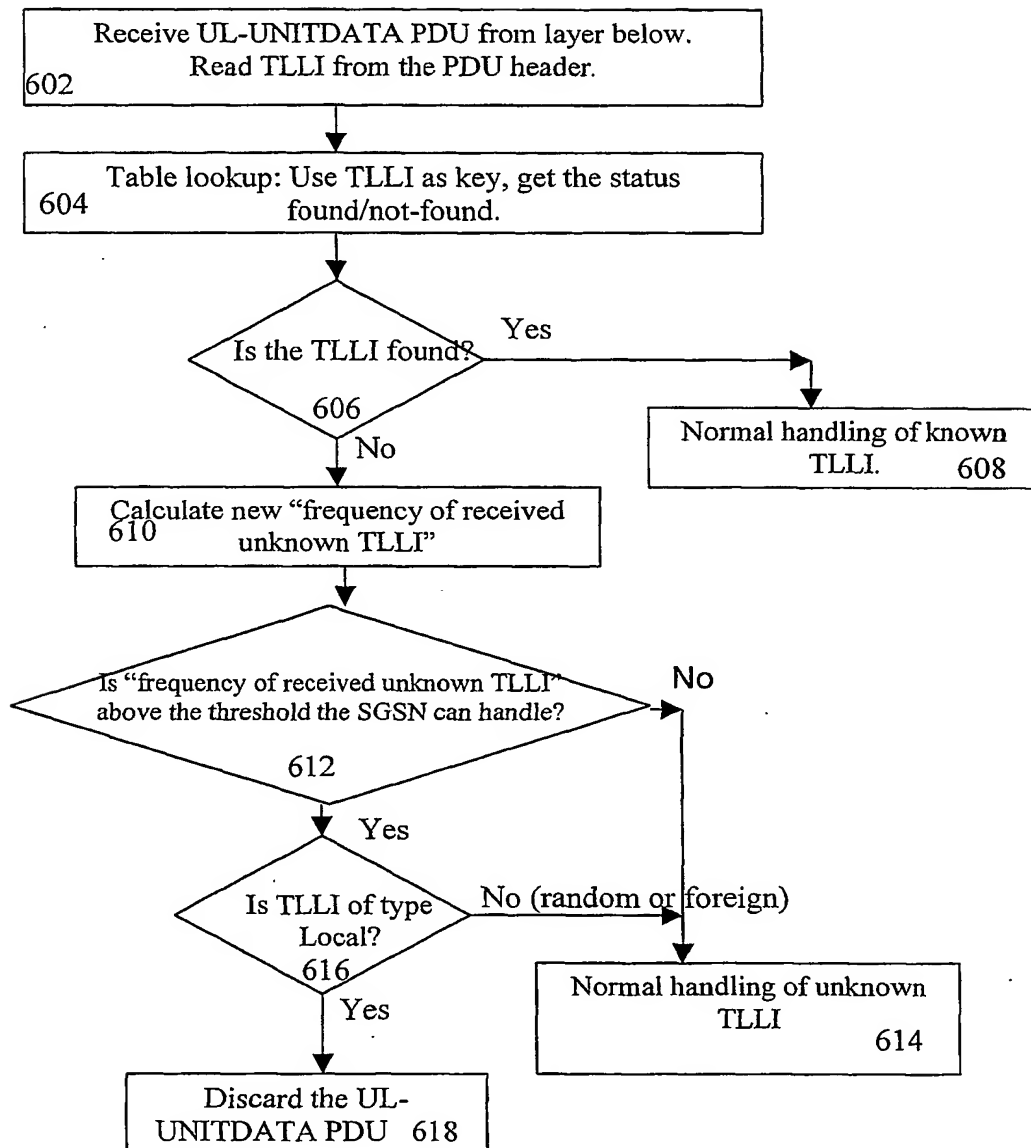 Receive UL-UNITDATA PDU from layer below.
Read TLLI from the PDU header.
602
Table lookup: Use TLLI as key, get the status
found/not-found.
604
Is the TLLI found?
606
Yes
Normal handling of known
TLLI.
608
No
Calculate new “frequency of received
unknown TLLI”
610
Is “frequency of received unknown TLLI”
above the threshold the SGSN can handle?
612
No
Yes
Is TLLI of type
Local?
616
No (random or foreign)
Normal handling of unknown
TLLI
614
Yes
Discard the UL-
UNITDATA PDU 618